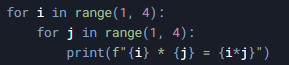 for i in range(1, 4):
    for j in range(1, 4):
        print(f"{i} * {j} = {i*j}")